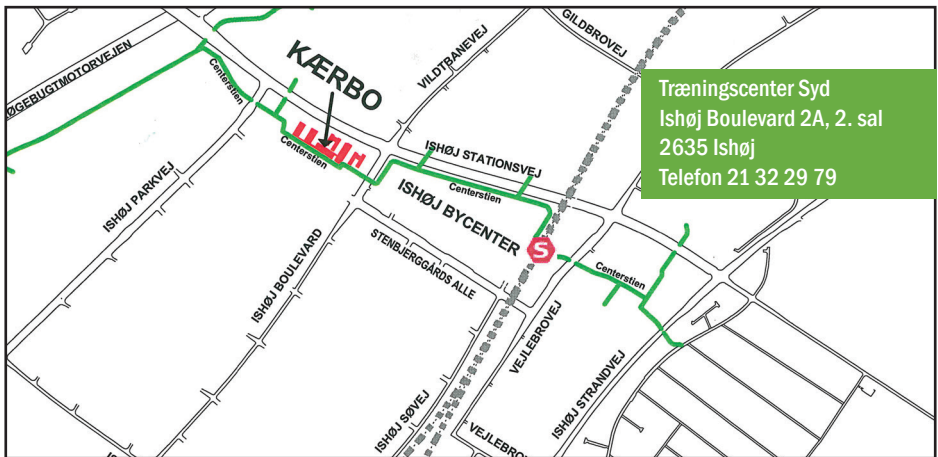 GILDBROVEJ
ØGEBUGTMOTORVEJEN
KÆRBO
VILDTBANEVEJ
Centerstien
Træningscenter Syd
Ishøj Boulevard 2A, 2. sal
2635 Ishøj
Telefon 21 32 29 79
Centerstien
ISHØJ STATIONSVEJ
Centerstien
ISHØJ PARKVEJ
ISHØJ BYCENTER
S
ISHØJ BOULEVARD
STENBJERGGÅRDS ALLE
Centerstien
VEJLEBROVEJ
ISHØJ STRANDVEJ
ISHØJ SØVEJ
VEJLEBRO